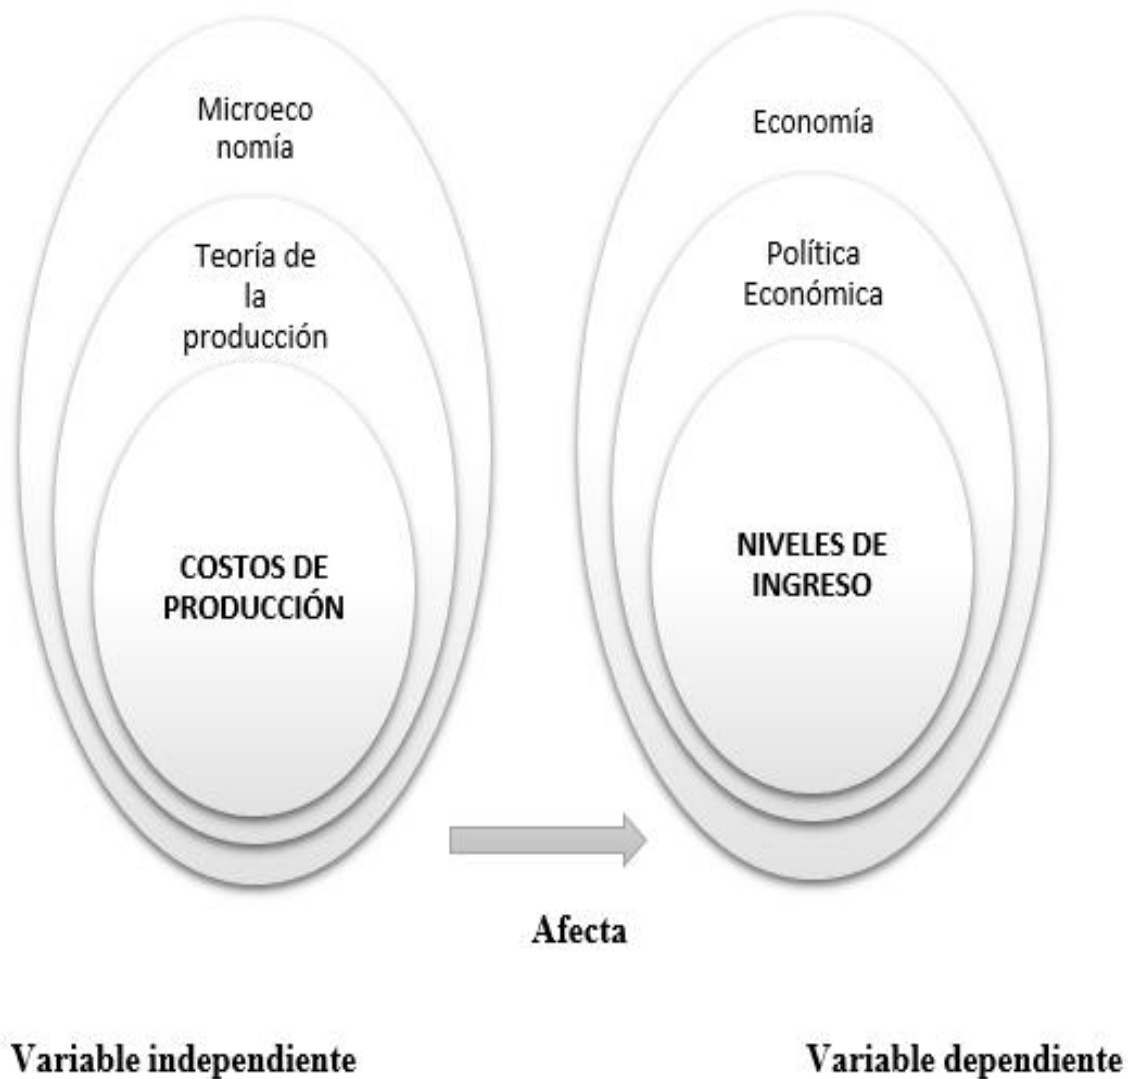 Microeco
nomía
Teoría de
la
producción
COSTOS DE
PRODUCCIÓN
Economía
Política
Económica
NIVELES DE
INGRESO
Afecta
Variable independiente
Variable dependiente